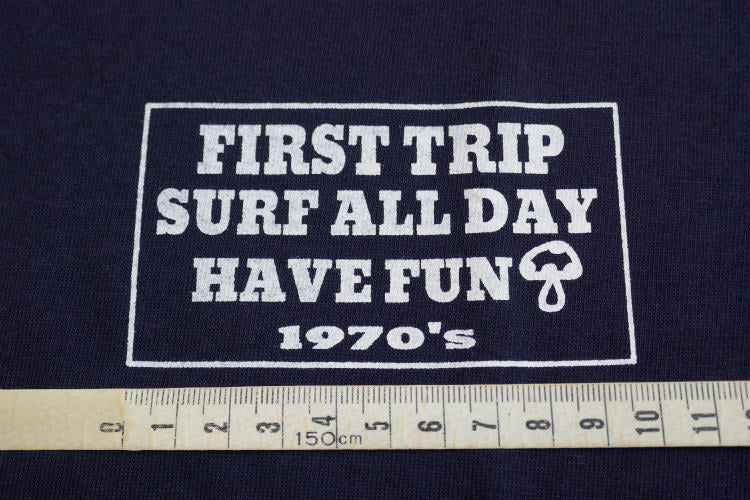 FIRST TRIP
SURF ALL DAY
HAVE FUN
1970's
0 1 2 3 4 5 6 7 8 9 10 11
150cm